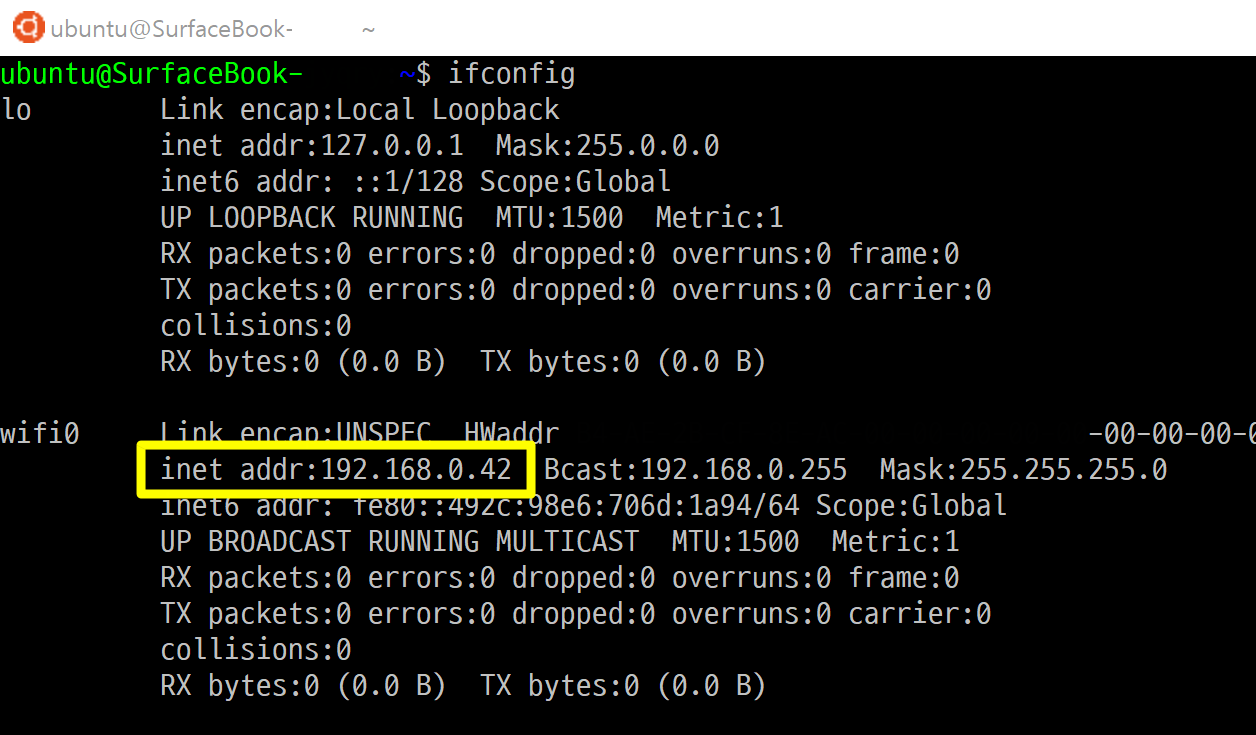 ubuntu@SurfaceBook- ~
ubuntu@SurfaceBook- ~$ ifconfig
lo Link encap:Local Loopback
inet addr:127.0.0.1 Mask:255.0.0.0
inet6 addr: ::1/128 Scope:Global
UP LOOPBACK RUNNING MTU:1500 Metric:1
RX packets:0 errors:0 dropped:0 overruns:0 frame:0
TX packets:0 errors:0 dropped:0 overruns:0 carrier:0
collisions:0
RX bytes:0 (0.0 B) TX bytes:0 (0.0 B)
wifi0 Link encap:UNSPEC HWaddr -00-00-00-0
inet addr:192.168.0.42 Bcast:192.168.0.255 Mask:255.255.255.0
inet6 addr: fe80::492c:98e6:706d:1a94/64 Scope:Global
UP BROADCAST RUNNING MULTICAST MTU:1500 Metric:1
RX packets:0 errors:0 dropped:0 overruns:0 frame:0
TX packets:0 errors:0 dropped:0 overruns:0 carrier:0
collisions:0
RX bytes:0 (0.0 B) TX bytes:0 (0.0 B)